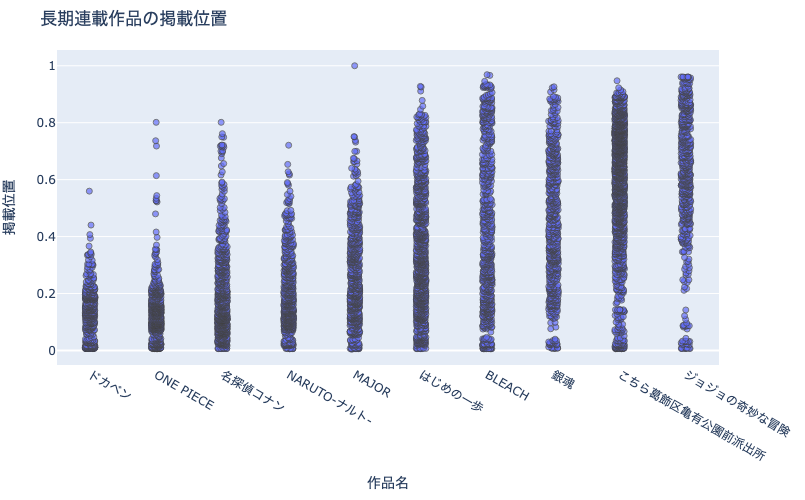 長期連載作品の掲載位置
掲載位置
1
0.8
0.6
0.4
0.2
0
ドカベン
ONE PIECE
名探偵コナン
NARUTO-ナルト-
MAJOR
はじめの一歩
BLEACH
銀魂
こちら葛飾区亀有公園前派出所
ジョジョの奇妙な冒険
作品名